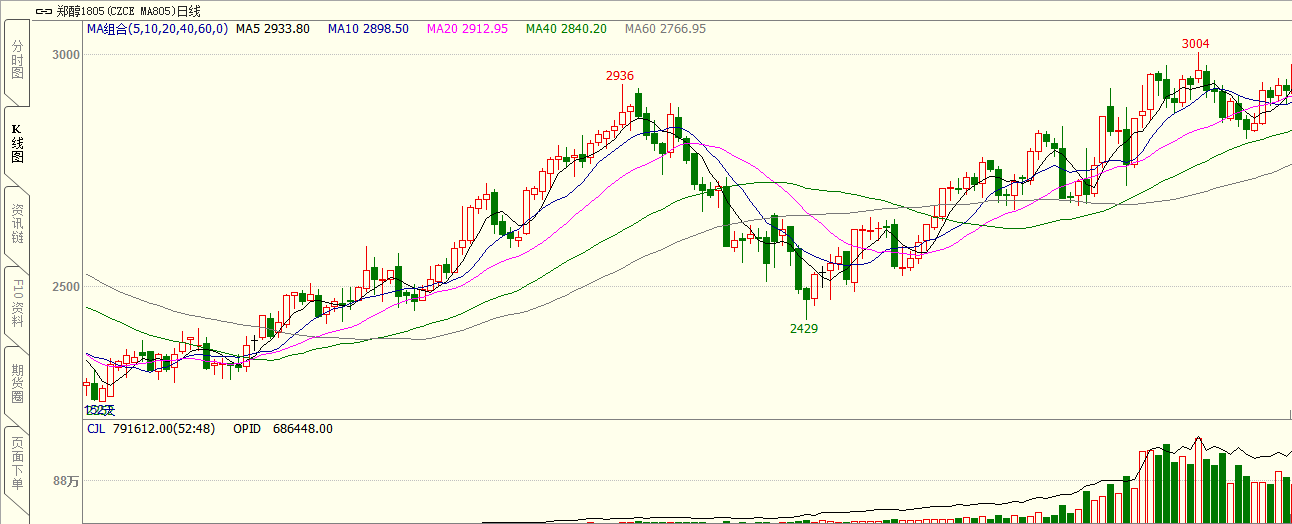 郑醇1805(CZCE MA805)日线
MA组合(5,10,20,40,60,0) MA5 2933.80 MA10 2898.50 MA20 2912.95 MA40 2840.20 MA60 2766.95
分时图
K线图
资讯链
F10资料
期货圈
页面下单
3000
3004
2936
2500
2429
CJL 791612.00(52:48) OPID 686448.00
88万